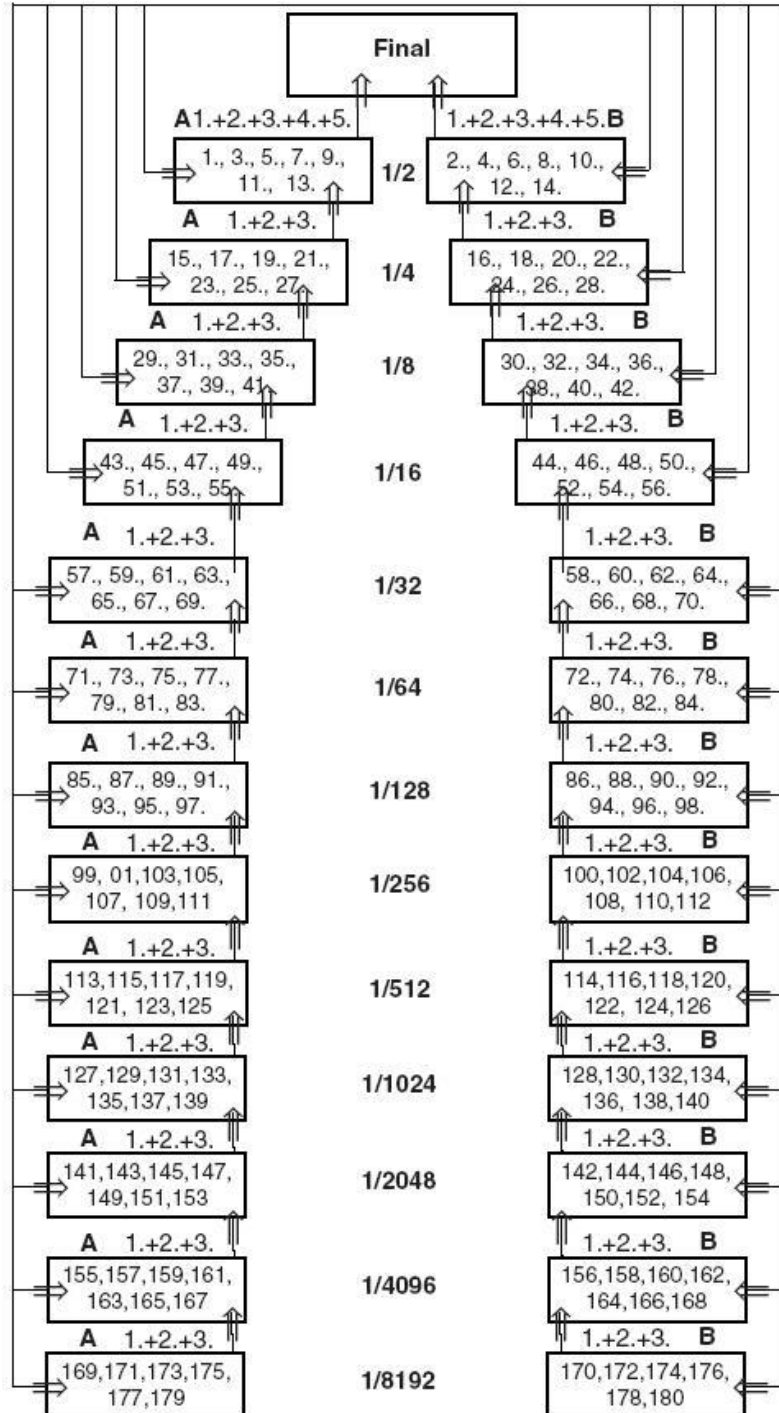 Final
A 1.+2.+3.+4.+5. 1.+2.+3.+4.+5. B
1., 3., 5., 7., 9.,
11., 13.
1/2
2., 4., 6., 8., 10.,
12., 14.
A 1.+2.+3. 1.+2.+3. B
15., 17., 19., 21.,
23., 25., 27.
1/4
16., 18., 20., 22.,
24., 26., 28.
A 1.+2.+3. 1.+2.+3. B
29., 31., 33., 35.,
37., 39., 41.
1/8
30., 32., 34., 36.,
38., 40., 42.
A 1.+2.+3. 1.+2.+3. B
43., 45., 47., 49.,
51., 53., 55.
1/16
44., 46., 48., 50.,
52., 54., 56.
A 1.+2.+3. 1.+2.+3. B
57., 59., 61., 63.,
65., 67., 69.
1/32
58., 60., 62., 64.,
66., 68., 70.
A 1.+2.+3. 1.+2.+3. B
71., 73., 75., 77.,
79., 81., 83.
1/64
72., 74., 76., 78.,
80., 82., 84.
A 1.+2.+3. 1.+2.+3. B
85., 87., 89., 91.,
93., 95., 97.
1/128
86., 88., 90., 92.,
94., 96., 98.
A 1.+2.+3. 1.+2.+3. B
99, 01,103,105,
107, 109,111
1/256
100,102,104,106,
108, 110,112
A 1.+2.+3. 1.+2.+3. B
113,115,117,119,
121, 123,125
1/512
114,116,118,120,
122, 124,126
A 1.+2.+3. 1.+2.+3. B
127,129,131,133,
135,137,139
1/1024
128,130,132,134,
136, 138,140
A 1.+2.+3. 1.+2.+3. B
141,143,145,147,
149,151,153
1/2048
142,144,146,148,
150,152, 154
A 1.+2.+3. 1.+2.+3. B
155,157,159,161,
163,165,167
1/4096
156,158,160,162,
164,166,168
A 1.+2.+3. 1.+2.+3. B
169,171,173,175,
177,179
1/8192
170,172,174,176,
178,180